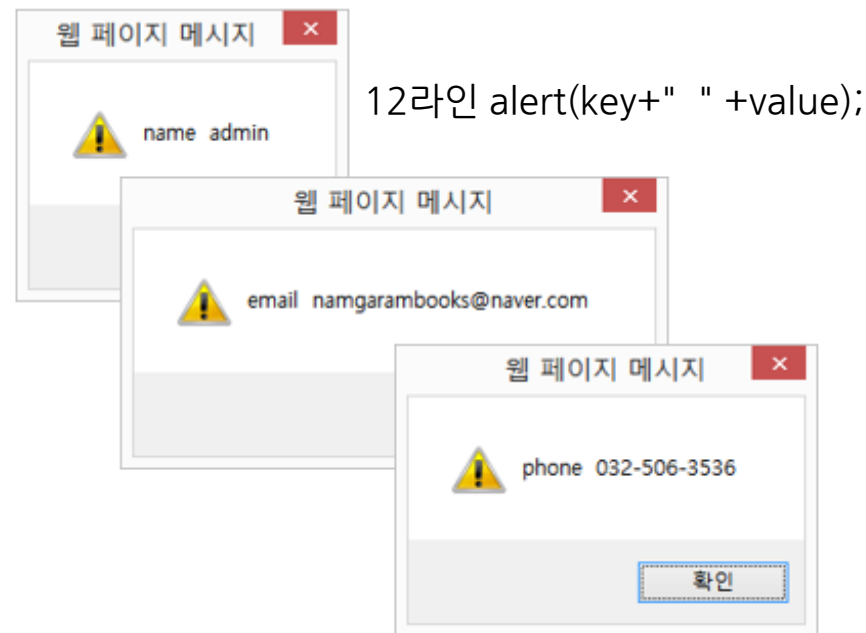 웹 페이지 메시지
12라인 alert(key+"  " +value);
name  admin
웹 페이지 메시지
email  namgarambooks@naver.com
웹 페이지 메시지
phone  032-506-3536
확인